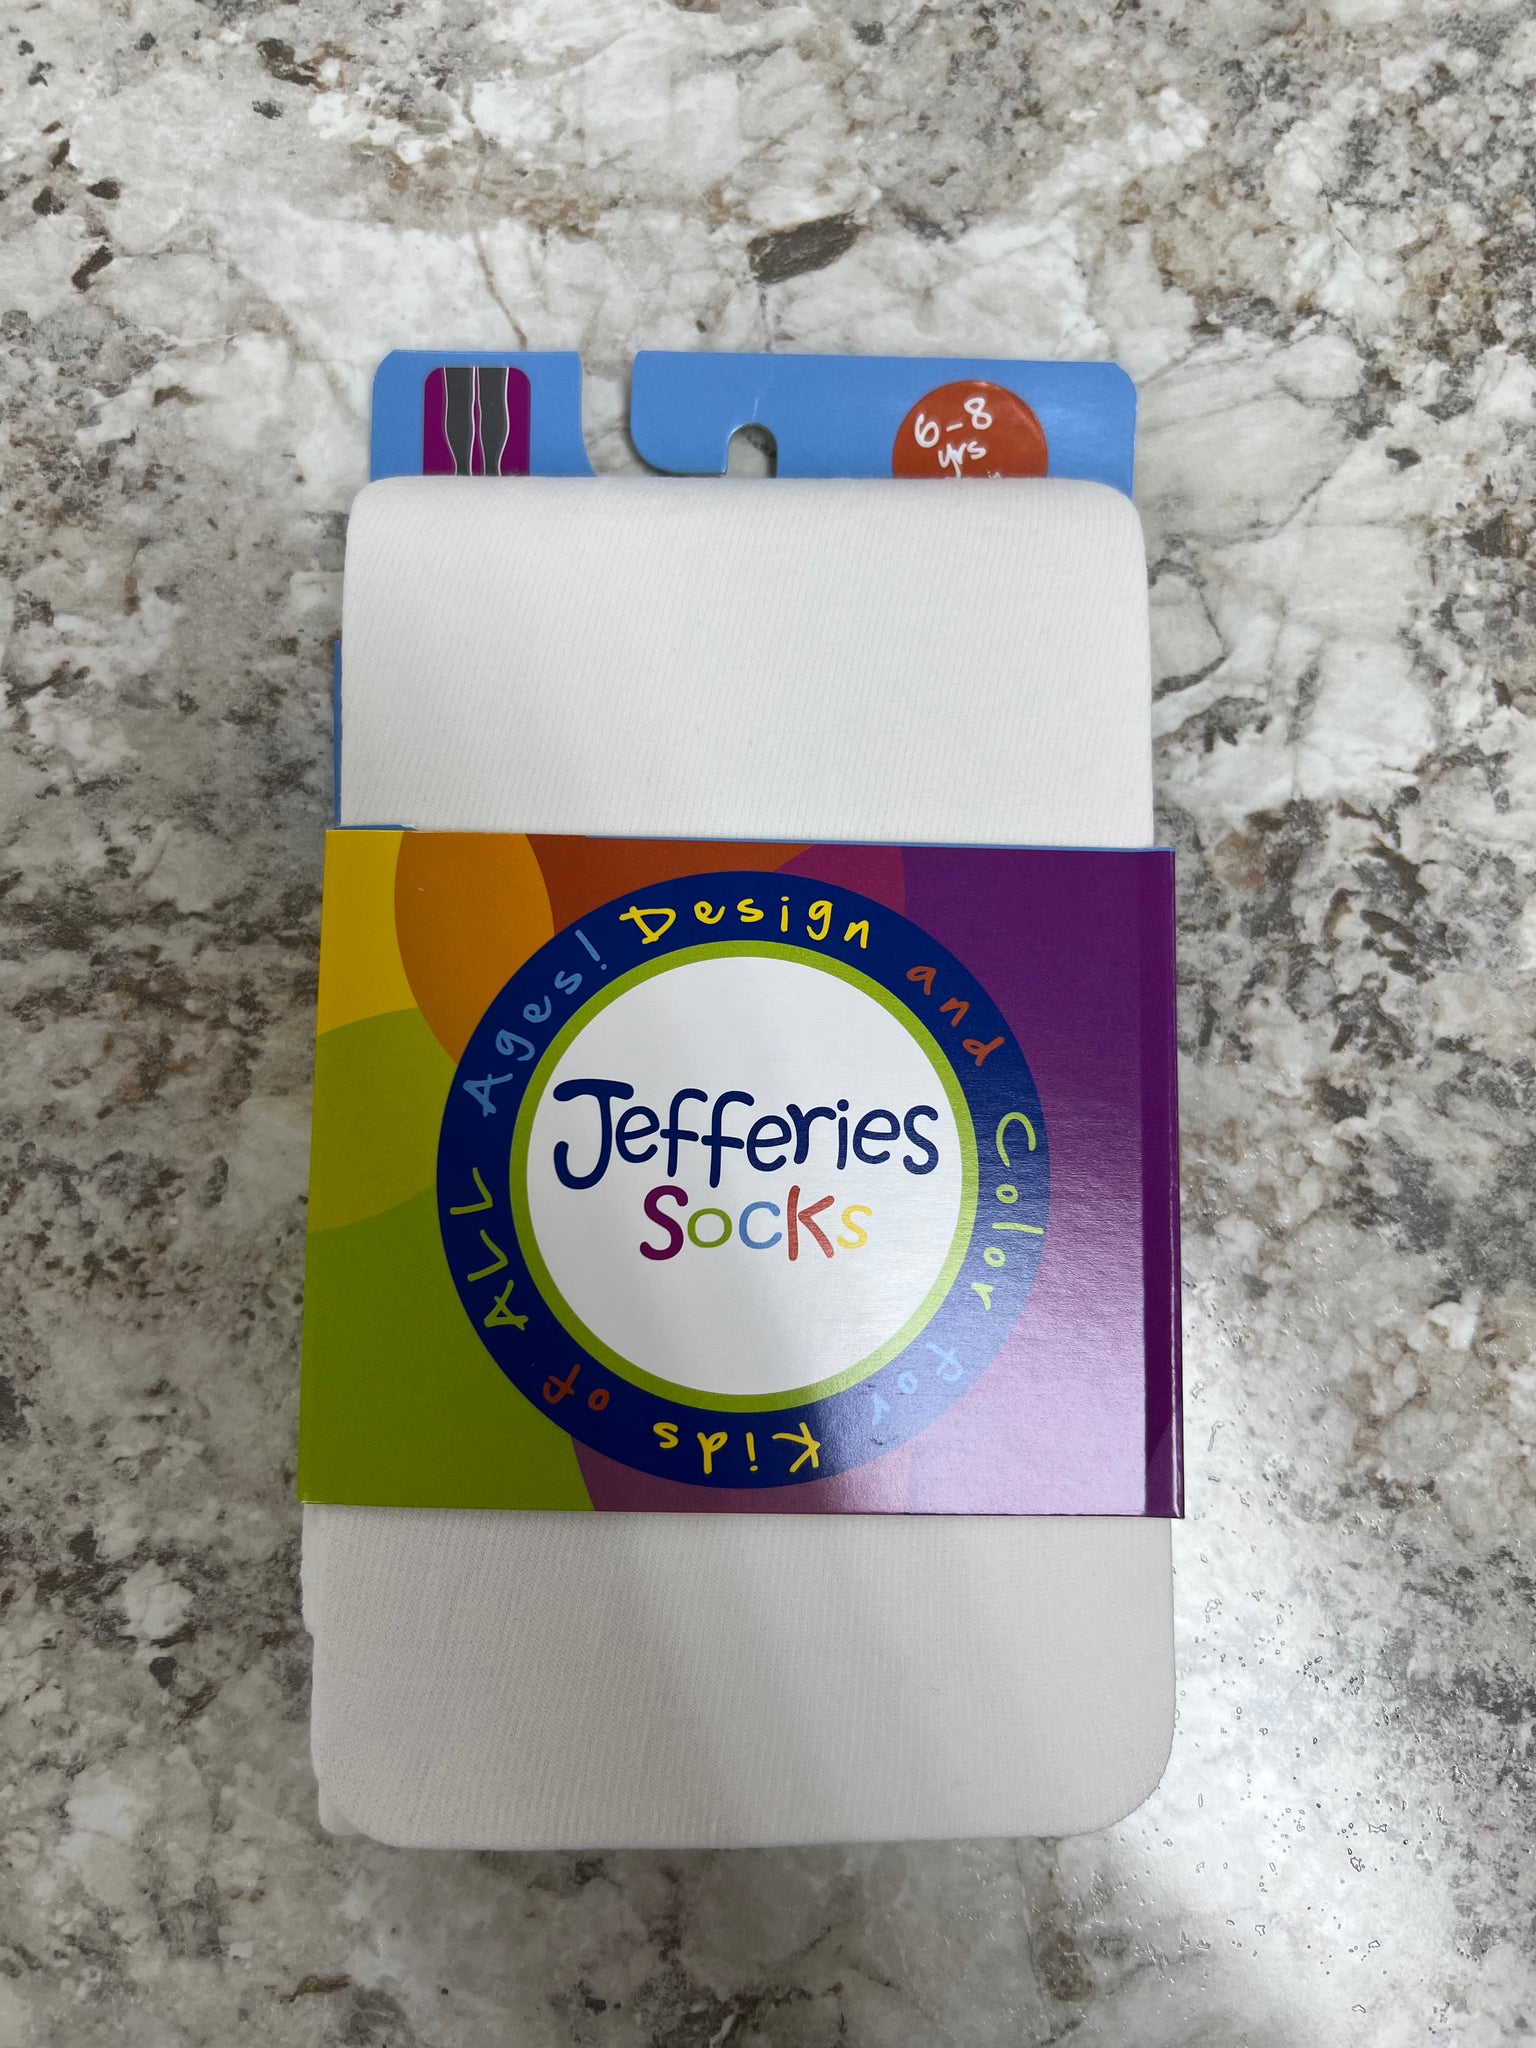 6-8
yrs
Design and Color for Kids of ALL Ages!
Jefferies
Socks